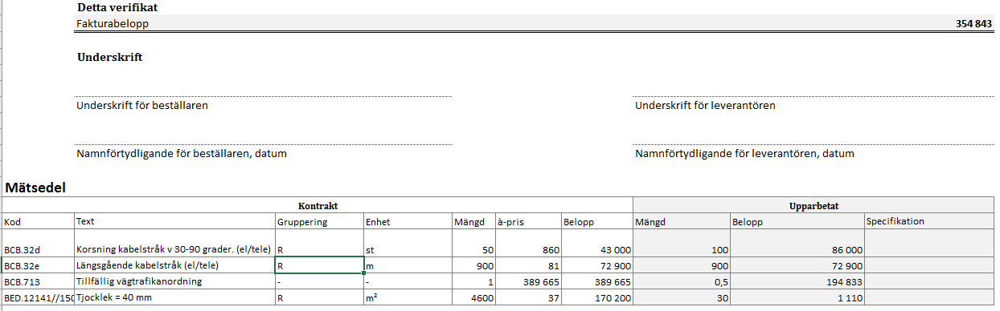 Detta verifikat
Fakturabelopp 354 843
Underskrift
Underskrift för beställaren Underskrift för leverantören
Namnförtydligande för beställaren, datum Namnförtydligande för leverantören, datum
Mätsedel
Kontrakt Upparbetat
Kod Text Gruppering Enhet Mängd à-pris Belopp Mängd Belopp Specifikation
BCB.32d Korsning kabelstråk v 30-90 grader. (el/tele) R st 50 860 43 000 100 86 000
BCB.32e Längsgående kabelstråk (el/tele) R m 900 81 72 900 900 72 900
BCB.713 Tillfällig vägtrafikanordning - - 1 389 665 389 665 0,5 194 833
BED.12141//150 Tjocklek = 40 mm R m² 4600 37 170 200 30 1 110